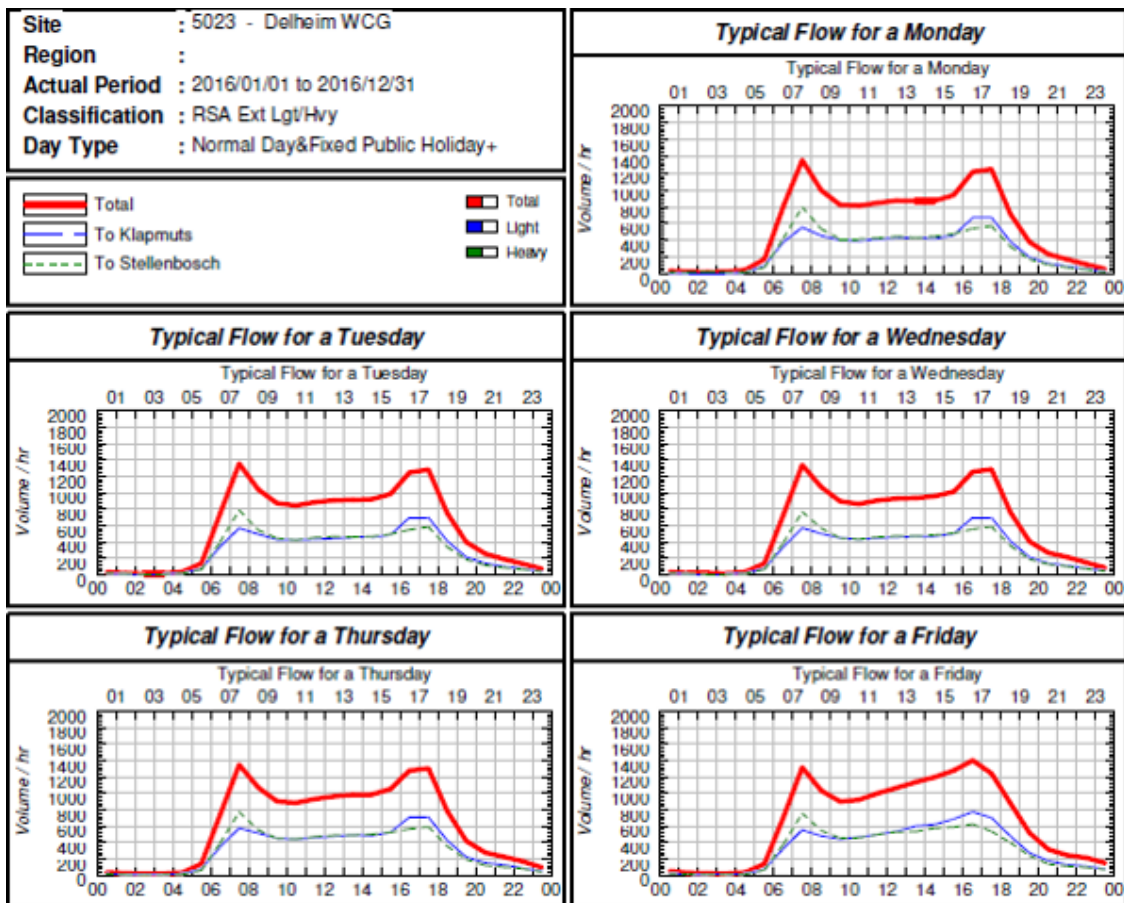 Site : 5023 - Delheim WCG
Region :
Actual Period : 2016/01/01 to 2016/12/31
Classification : RSA Ext Lgt/Hvy
Day Type : Normal Day&Fixed Public Holiday+
Total
To Klapmuts
To Stellenbosch
Total
Light
Heavy
Typical Flow for a Monday
Typical Flow for a Monday
01 03 05 07 09 11 13 15 17 19 21 23
2000
1800
1600
1400
1200
1000
800
600
400
200
0
Volume / hr
00 02 04 06 08 10 12 14 16 18 20 22 00
Typical Flow for a Tuesday
Typical Flow for a Tuesday
01 03 05 07 09 11 13 15 17 19 21 23
2000
1800
1600
1400
1200
1000
800
600
400
200
0
Volume / hr
00 02 04 06 08 10 12 14 16 18 20 22 00
Typical Flow for a Wednesday
Typical Flow for a Wednesday
01 03 05 07 09 11 13 15 17 19 21 23
2000
1800
1600
1400
1200
1000
800
600
400
200
0
Volume / hr
00 02 04 06 08 10 12 14 16 18 20 22 00
Typical Flow for a Thursday
Typical Flow for a Thursday
01 03 05 07 09 11 13 15 17 19 21 23
2000
1800
1600
1400
1200
1000
800
600
400
200
0
Volume / hr
00 02 04 06 08 10 12 14 16 18 20 22 00
Typical Flow for a Friday
Typical Flow for a Friday
01 03 05 07 09 11 13 15 17 19 21 23
2000
1800
1600
1400
1200
1000
800
600
400
200
0
Volume / hr
00 02 04 06 08 10 12 14 16 18 20 22 00